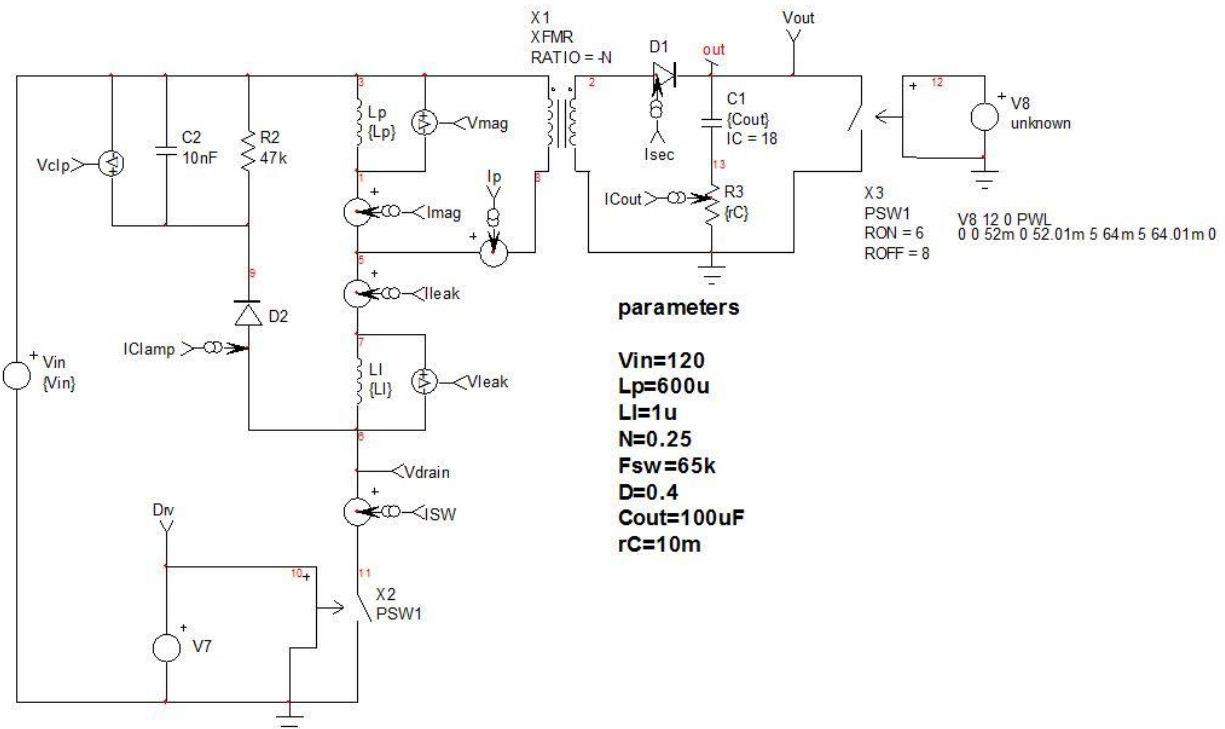 X1
XFMR
RATIO = -N
Vout
D1
out
3
2
12
Lp
{Lp}
C1
{Cout}
IC = 18
V8
unknown
Vmag
C2
10nF
R2
47k
Vclp
Isec
1
Ip
8
13
R3
{rC}
ICout
X3
PSW1
RON = 6
ROFF = 8
V8 12 0 PWL
0 0 52m 0 52.01m 5 64m 5 64.01m 0
Imag
5
9
Ileak
D2
parameters
7
IClamp
Vin
{Vin}
Ll
{Ll}
Vleak
Vin=120
Lp=600u
Ll=1u
N=0.25
Fsw=65k
D=0.4
Cout=100uF
rC=10m
6
Vdrain
Drv
ISW
10
11
X2
PSW1
V7